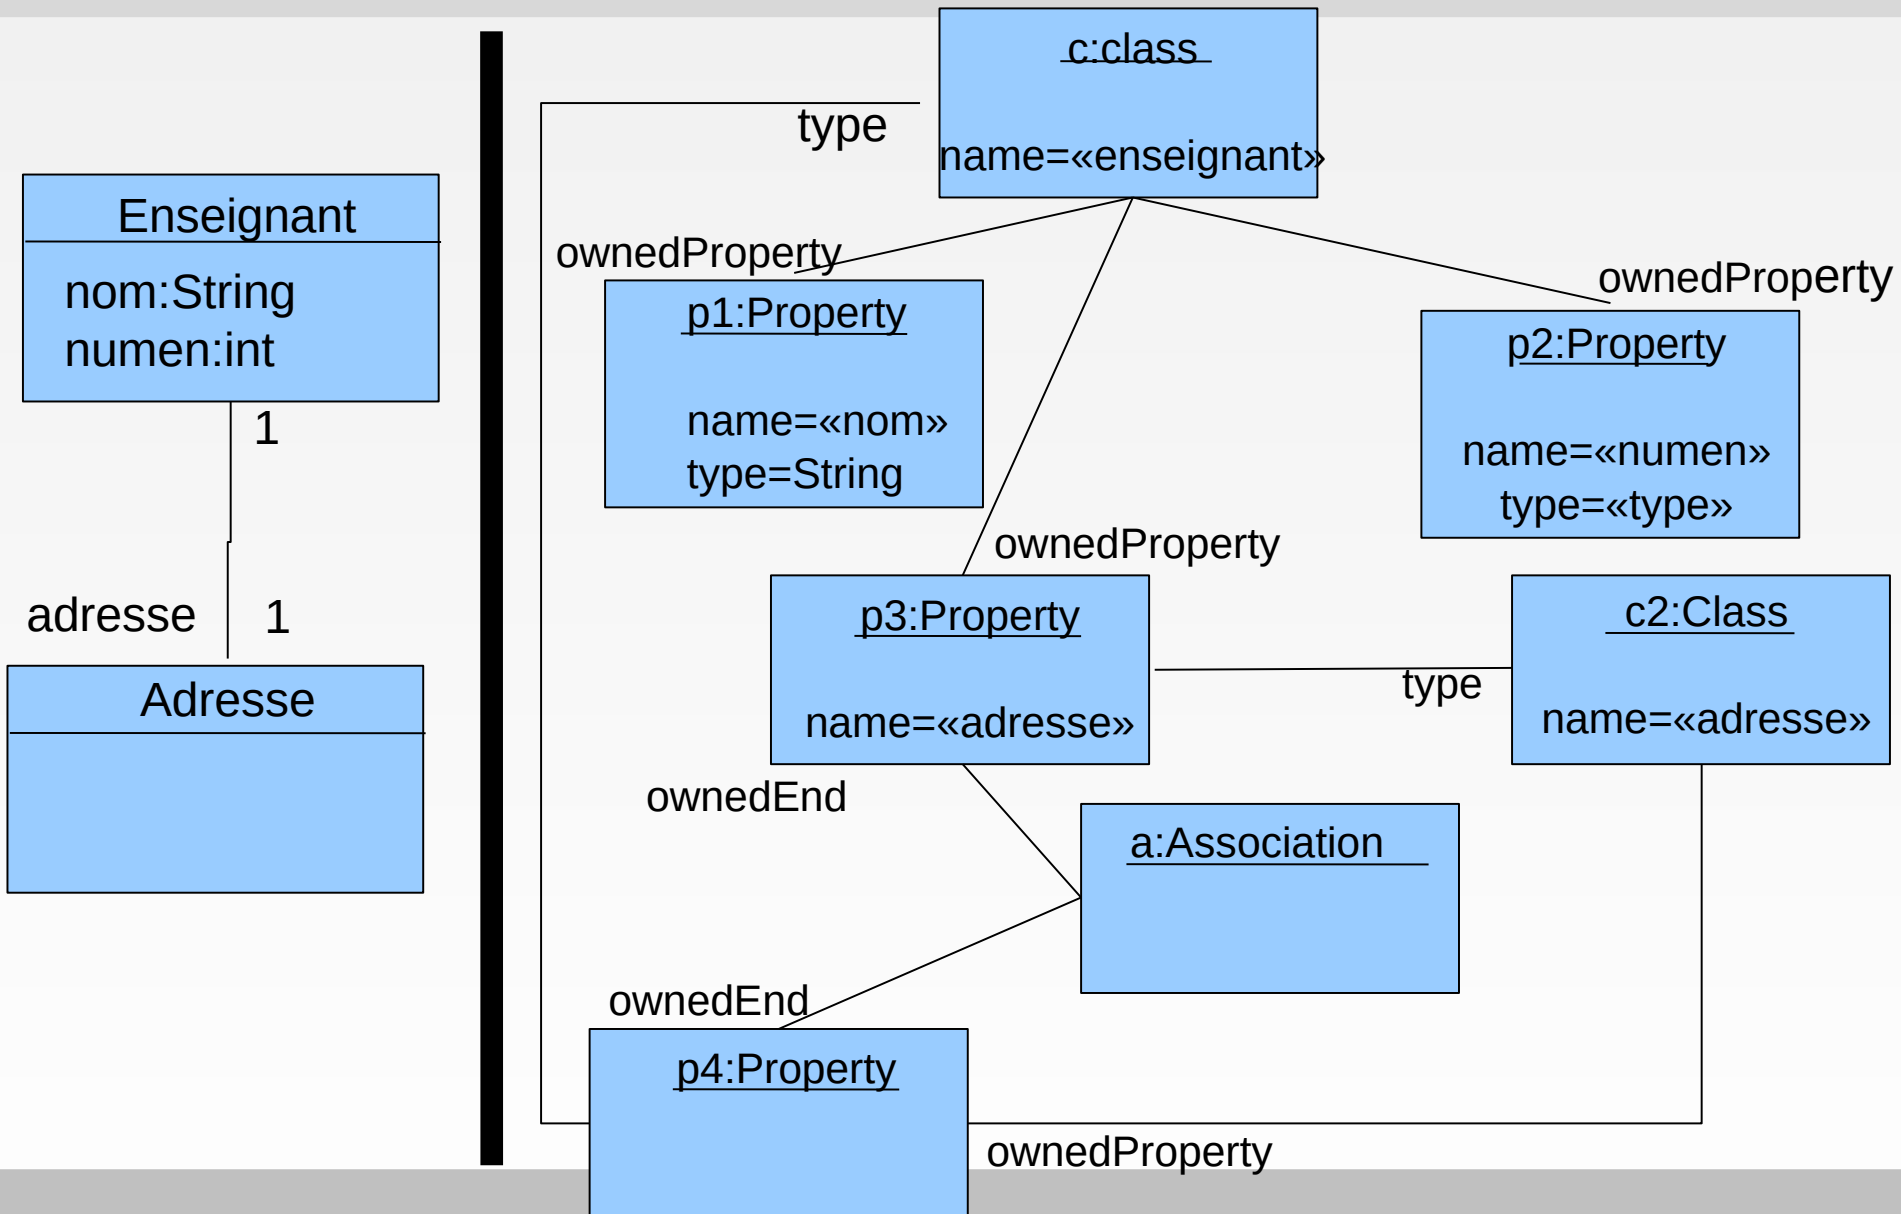 Enseignant
nom:String
numen:int
1
adresse
1
Adresse
c:class
name=«enseignant»
type
ownedProperty
ownedProperty
p1:Property
name=«nom»
type=String
p2:Property
name=«numen»
type=«type»
ownedProperty
p3:Property
name=«adresse»
type
c2:Class
name=«adresse»
ownedEnd
a:Association
ownedEnd
p4:Property
ownedProperty